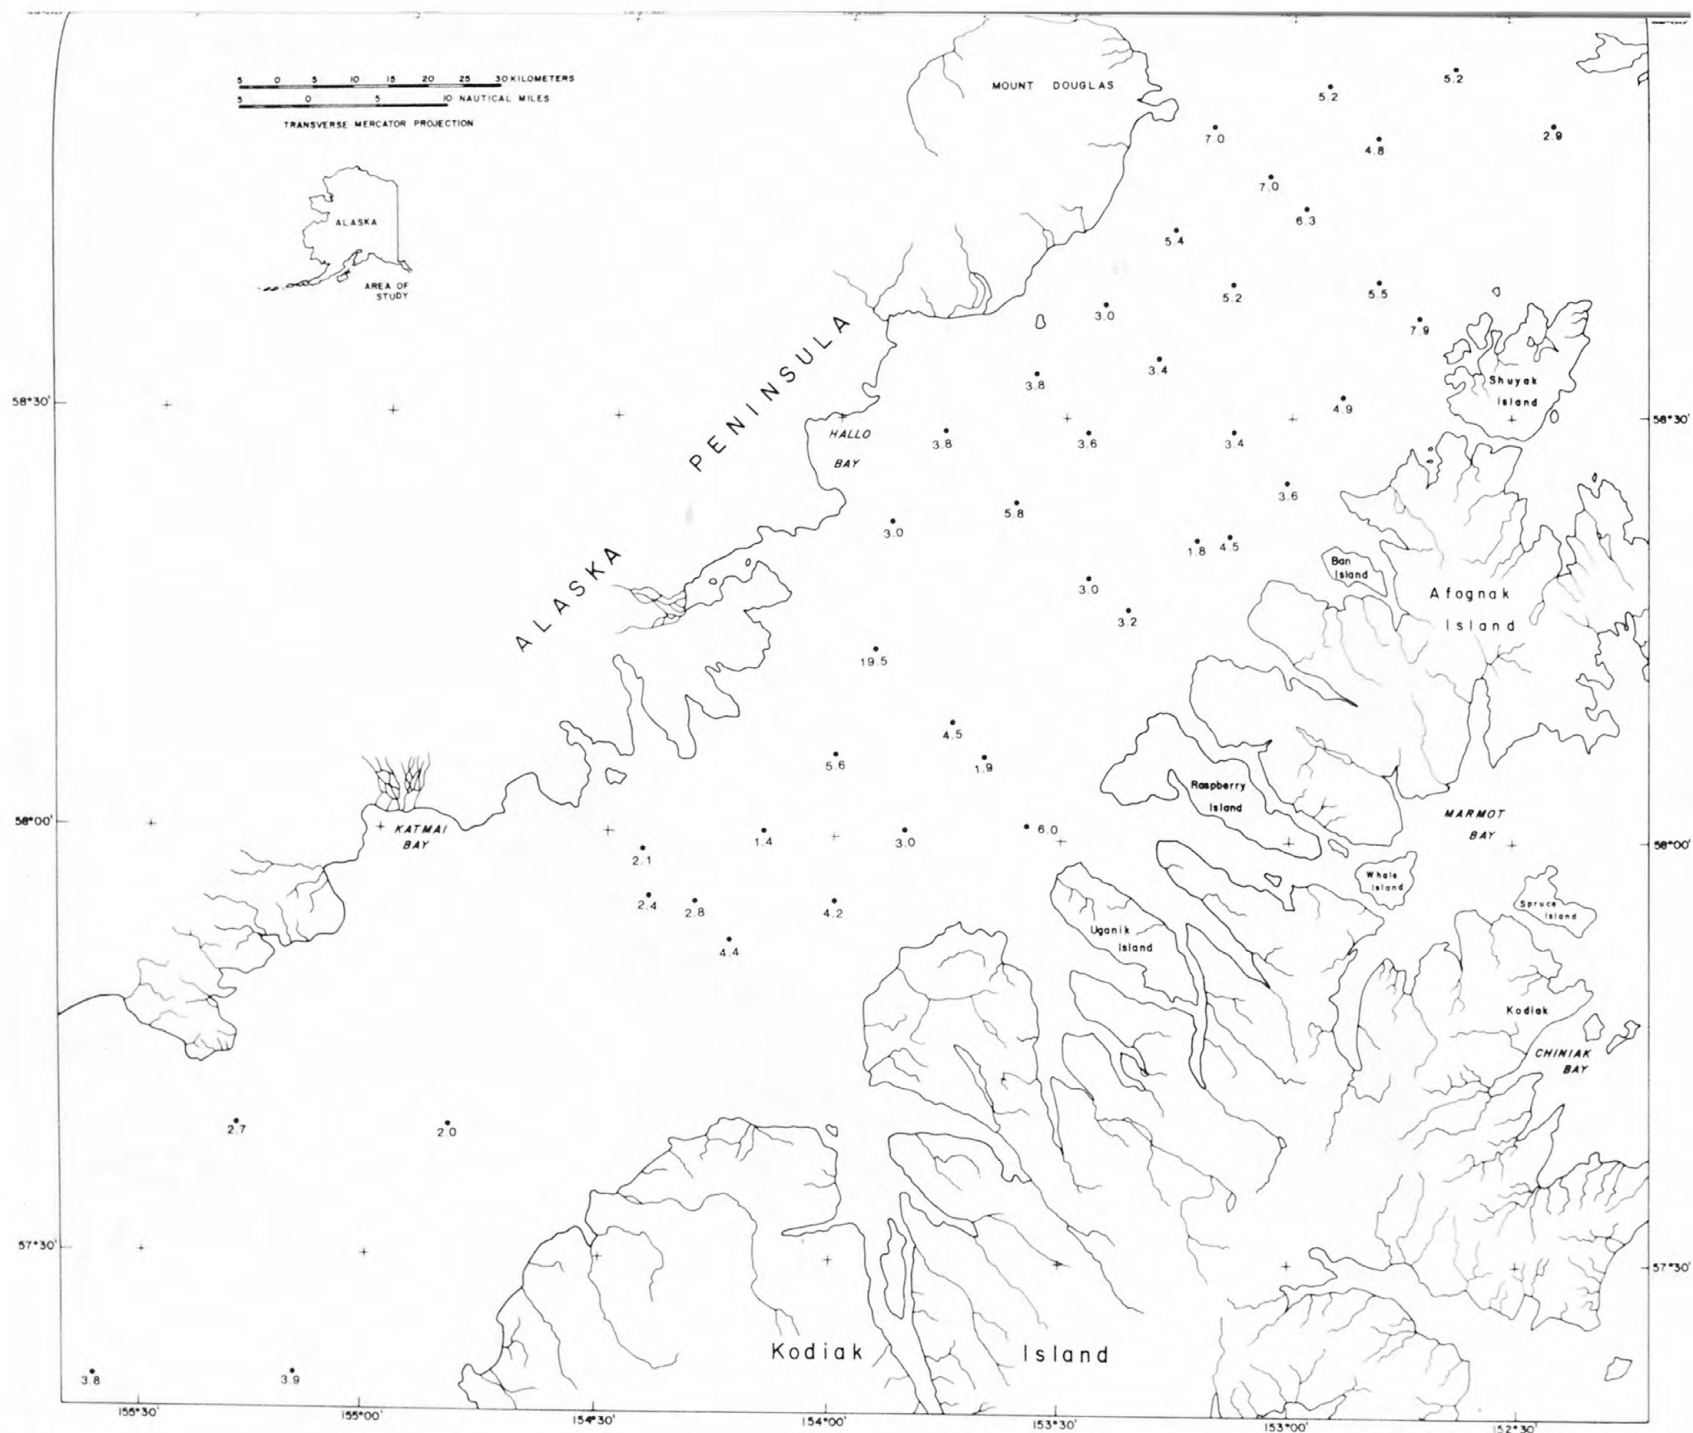 5 0 5 10 15 20 25 30 KILOMETERS
5 0 5 10 NAUTICAL MILES
TRANSVERSE MERCATOR PROJECTION
ALASKA
AREA OF
STUDY
MOUNT DOUGLAS
5.2
5.2
7.0
4.8
2.9
7.0
6.3
5.4
5.2
5.5
3.0
7.9
3.4
3.8
Shuyak
Island
4.9
58°30'
58°30'
ALASKA PENINSULA
HALLO
BAY
3.8
3.6
3.4
3.6
5.8
3.0
1.8
4.5
Ban
Island
3.0
Afognak
Island
3.2
19.5
4.5
5.6
1.9
Raspberry
Island
MARMOT
BAY
58°00'
58°00'
KATMAI
BAY
1.4
3.0
6.0
2.1
Whale
Island
2.4
2.8
4.2
Spruce
Island
4.4
Uganik
Island
Kodiak
CHINIAK
BAY
2.7
2.0
57°30'
57°30'
Kodiak Island
3.8
3.9
155°30'
155°00'
154°30'
154°00'
153°30'
153°00'
152°30'